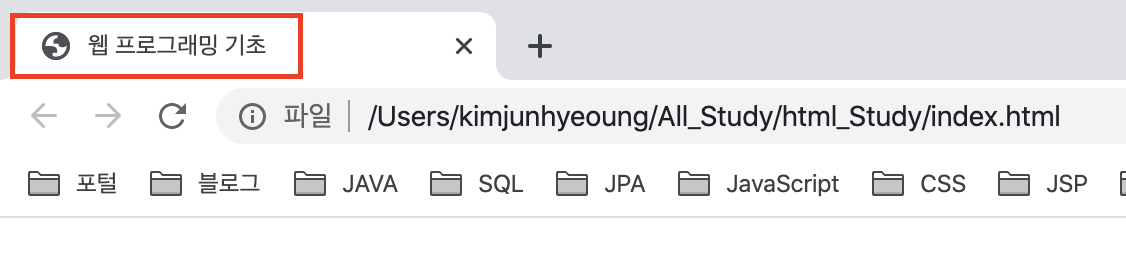 웹 프로그래밍 기초
파일 /Users/kimjunhyeoung/All_Study/html_Study/index.html
포털 블로그 JAVA SQL JPA JavaScript CSS JSP